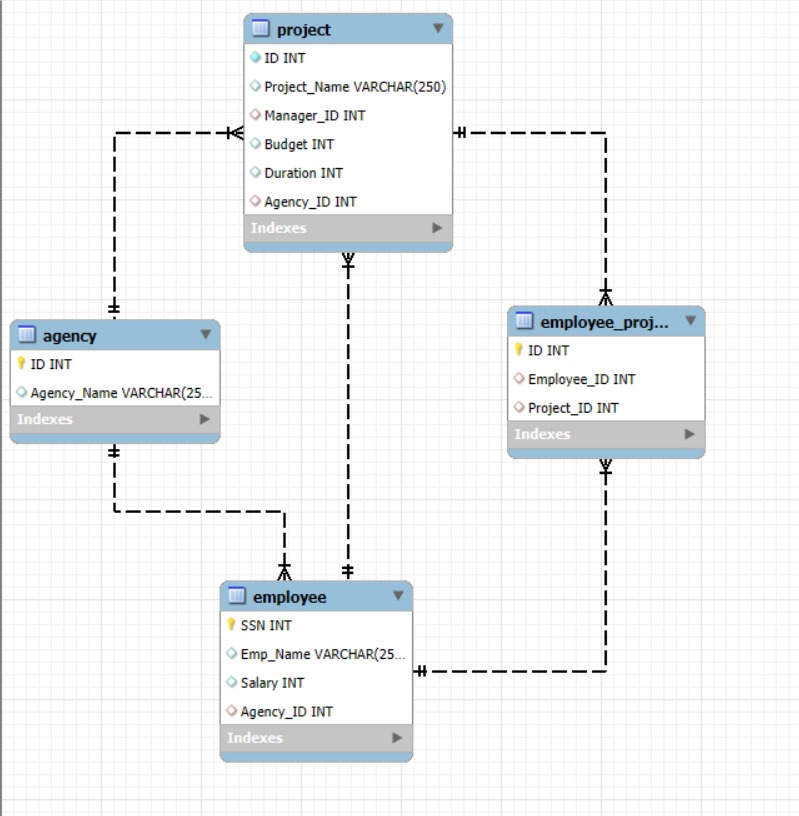 project
ID INT
Project_Name VARCHAR(250)
Manager_ID INT
Budget INT
Duration INT
Agency_ID INT
Indexes
agency
ID INT
Agency_Name VARCHAR(25...
Indexes
employee_proj...
ID INT
Employee_ID INT
Project_ID INT
Indexes
employee
SSN INT
Emp_Name VARCHAR(25...
Salary INT
Agency_ID INT
Indexes